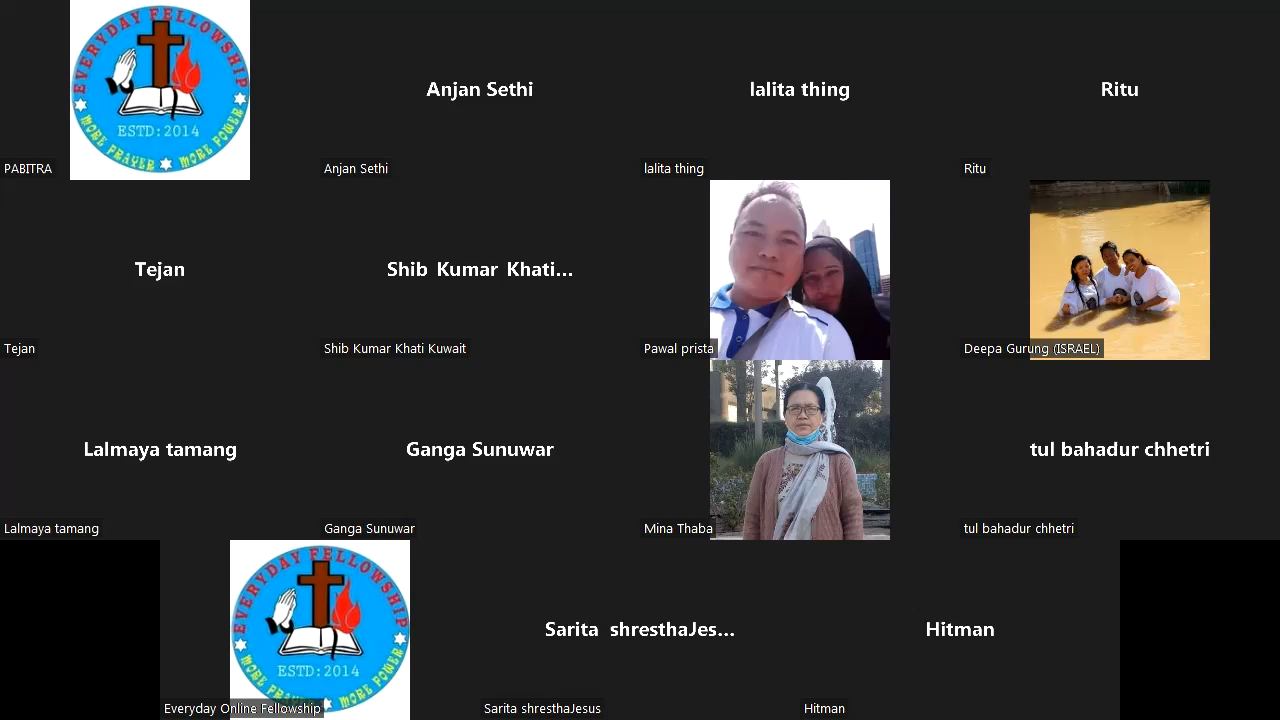 EVERYDAY FELLOWSHIP
ESTD:2014
MORE PRAYER MORE POWER
PABITRA
Anjan Sethi
Anjan Sethi
lalita thing
lalita thing
Ritu
Ritu
Tejan
Tejan
Shib Kumar Khati...
Shib Kumar Khati Kuwait
Pawal prista
Deepa Gurung (ISRAEL)
Lalmaya tamang
Lalmaya tamang
Ganga Sunuwar
Ganga Sunuwar
Mina Thaba
tul bahadur chhetri
tul bahadur chhetri
EVERYDAY FELLOWSHIP
ESTD:2014
MORE PRAYER MORE POWER
Everyday Online Fellowship
Sarita shresthaJes...
Sarita shresthaJesus
Hitman
Hitman